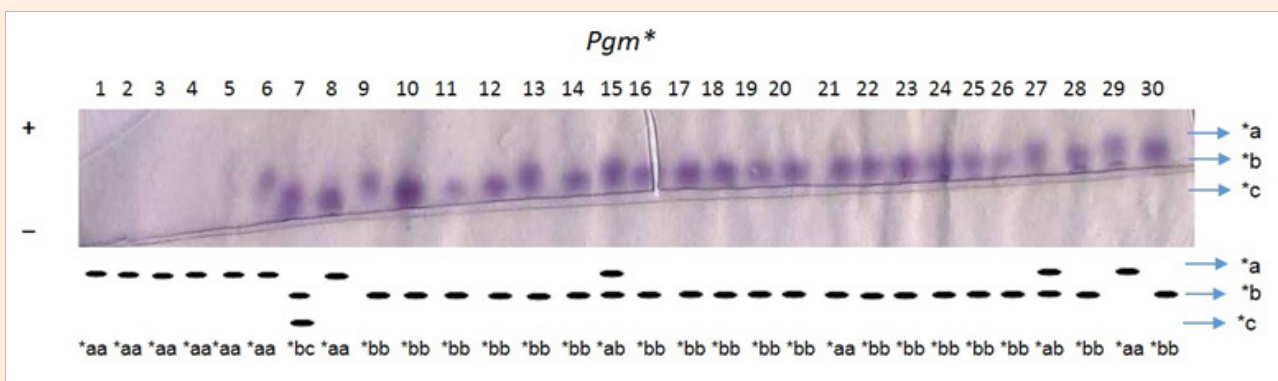 Pgm*
1 2 3 4 5 6 7 8 9 10 11 12 13 14 15 16 17 18 19 20 21 22 23 24 25 26 27 28 29 30
+
*a
*b
*c
–
*a
*b
*c
*aa *aa *aa *aa *aa *aa *bc *aa *bb *bb *bb *bb *bb *bb *ab *bb *bb *bb *bb *bb *aa *bb *bb *bb *bb *bb *ab *bb *aa *bb